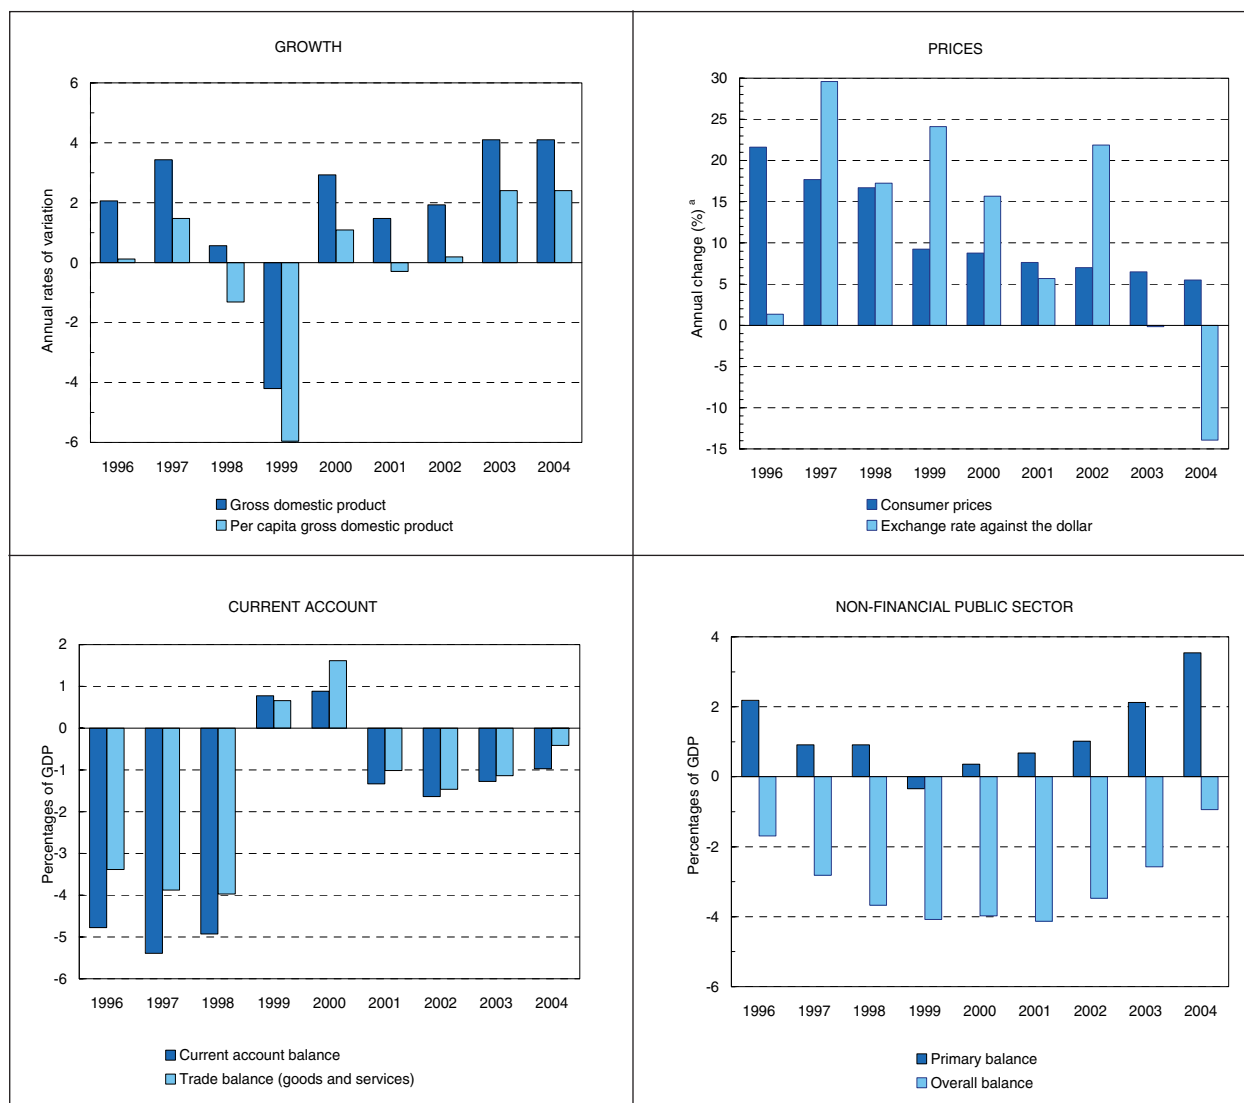 GROWTH
6
4
2
0
-2
-4
-6
Annual rates of variation
1996 1997 1998 1999 2000 2001 2002 2003 2004
Gross domestic product
Per capita gross domestic product
PRICES
30
25
20
15
10
5
0
-5
-10
-15
Annual change (%) a
1996 1997 1998 1999 2000 2001 2002 2003 2004
Consumer prices
Exchange rate against the dollar
CURRENT ACCOUNT
2
1
0
-1
-2
-3
-4
-5
-6
Percentages of GDP
1996 1997 1998 1999 2000 2001 2002 2003 2004
Current account balance
Trade balance (goods and services)
NON-FINANCIAL PUBLIC SECTOR
4
2
0
-2
-4
-6
Percentages of GDP
1996 1997 1998 1999 2000 2001 2002 2003 2004
Primary balance
Overall balance